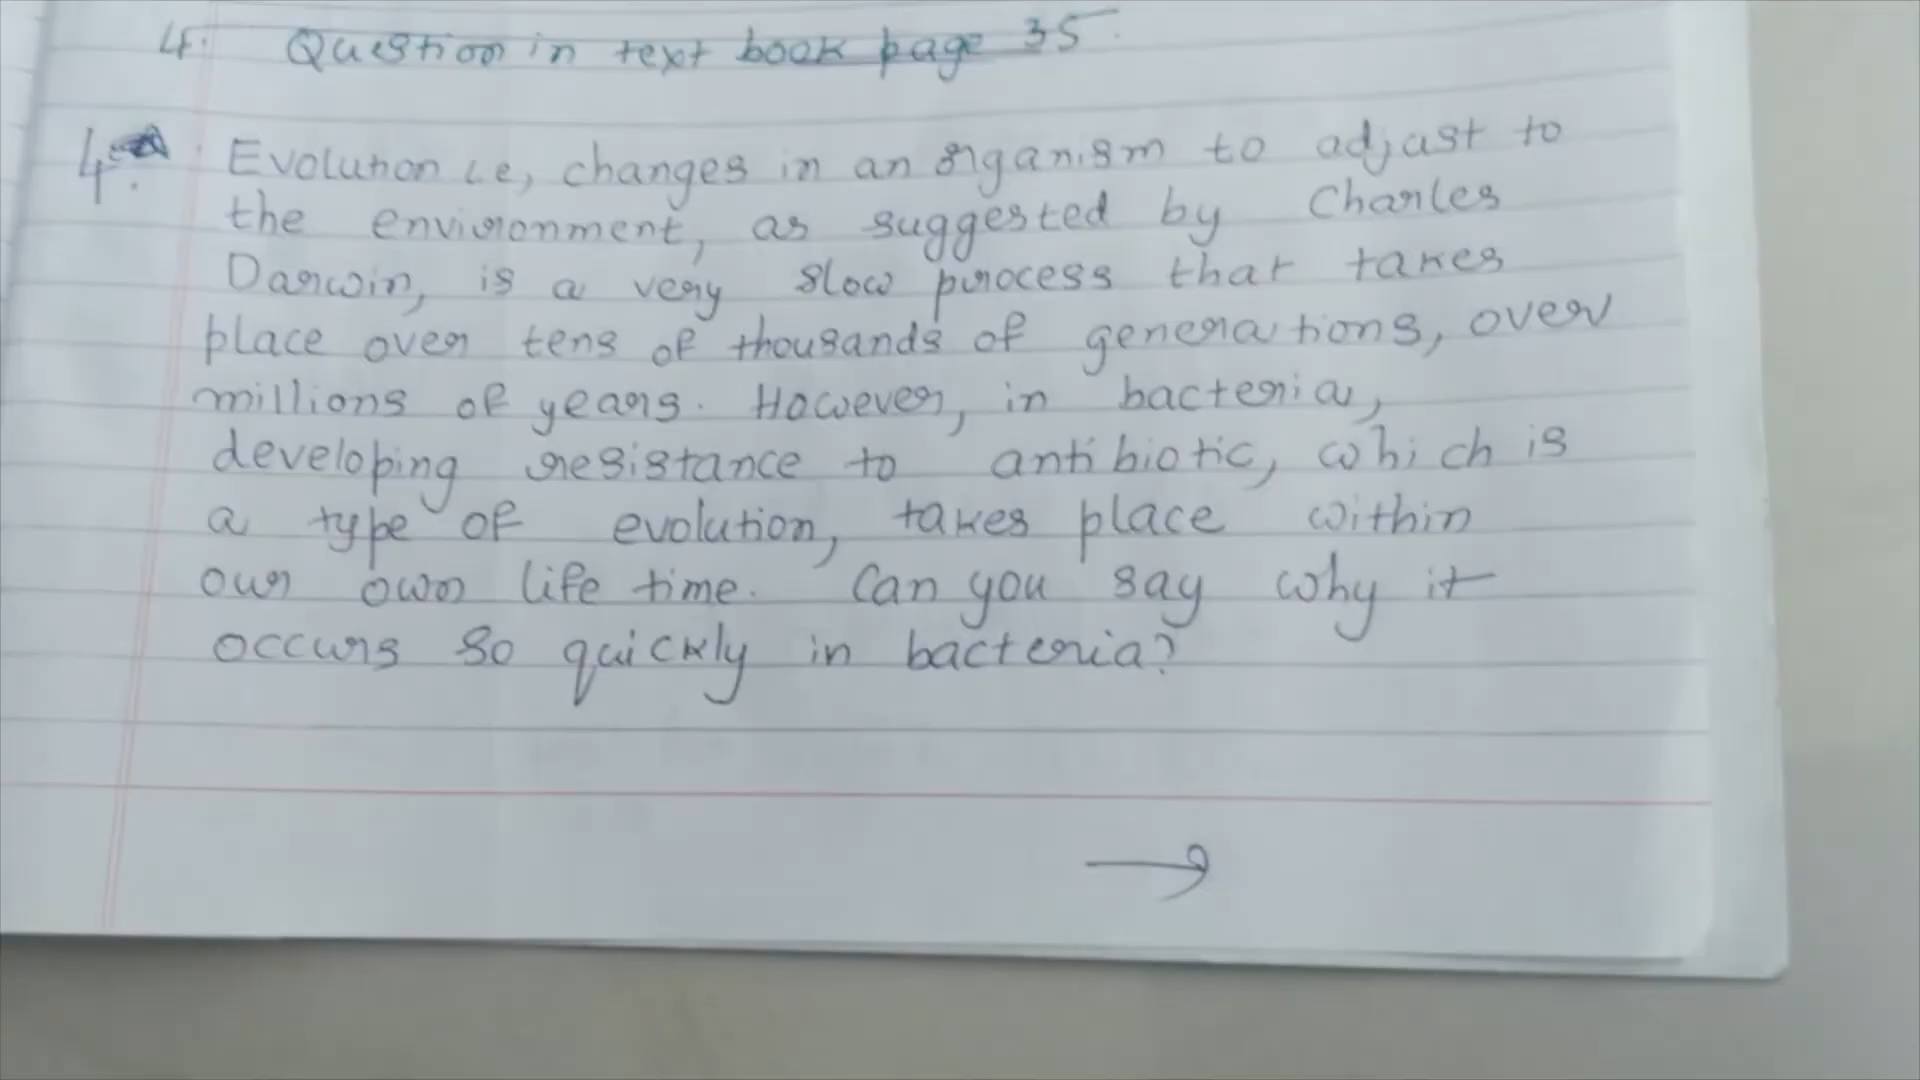 4. Question in text book page 35.
4. Evolution ie, changes in an organism to adjust to
the environment, as suggested by Charles
Darwin, is a very slow process that takes
place over tens of thousands of generations, over
millions of years. However, in bacteria,
developing resistance to antibiotic, which is
a type of evolution, takes place within
our own life time. Can you say why it
occurs so quickly in bacteria?
→